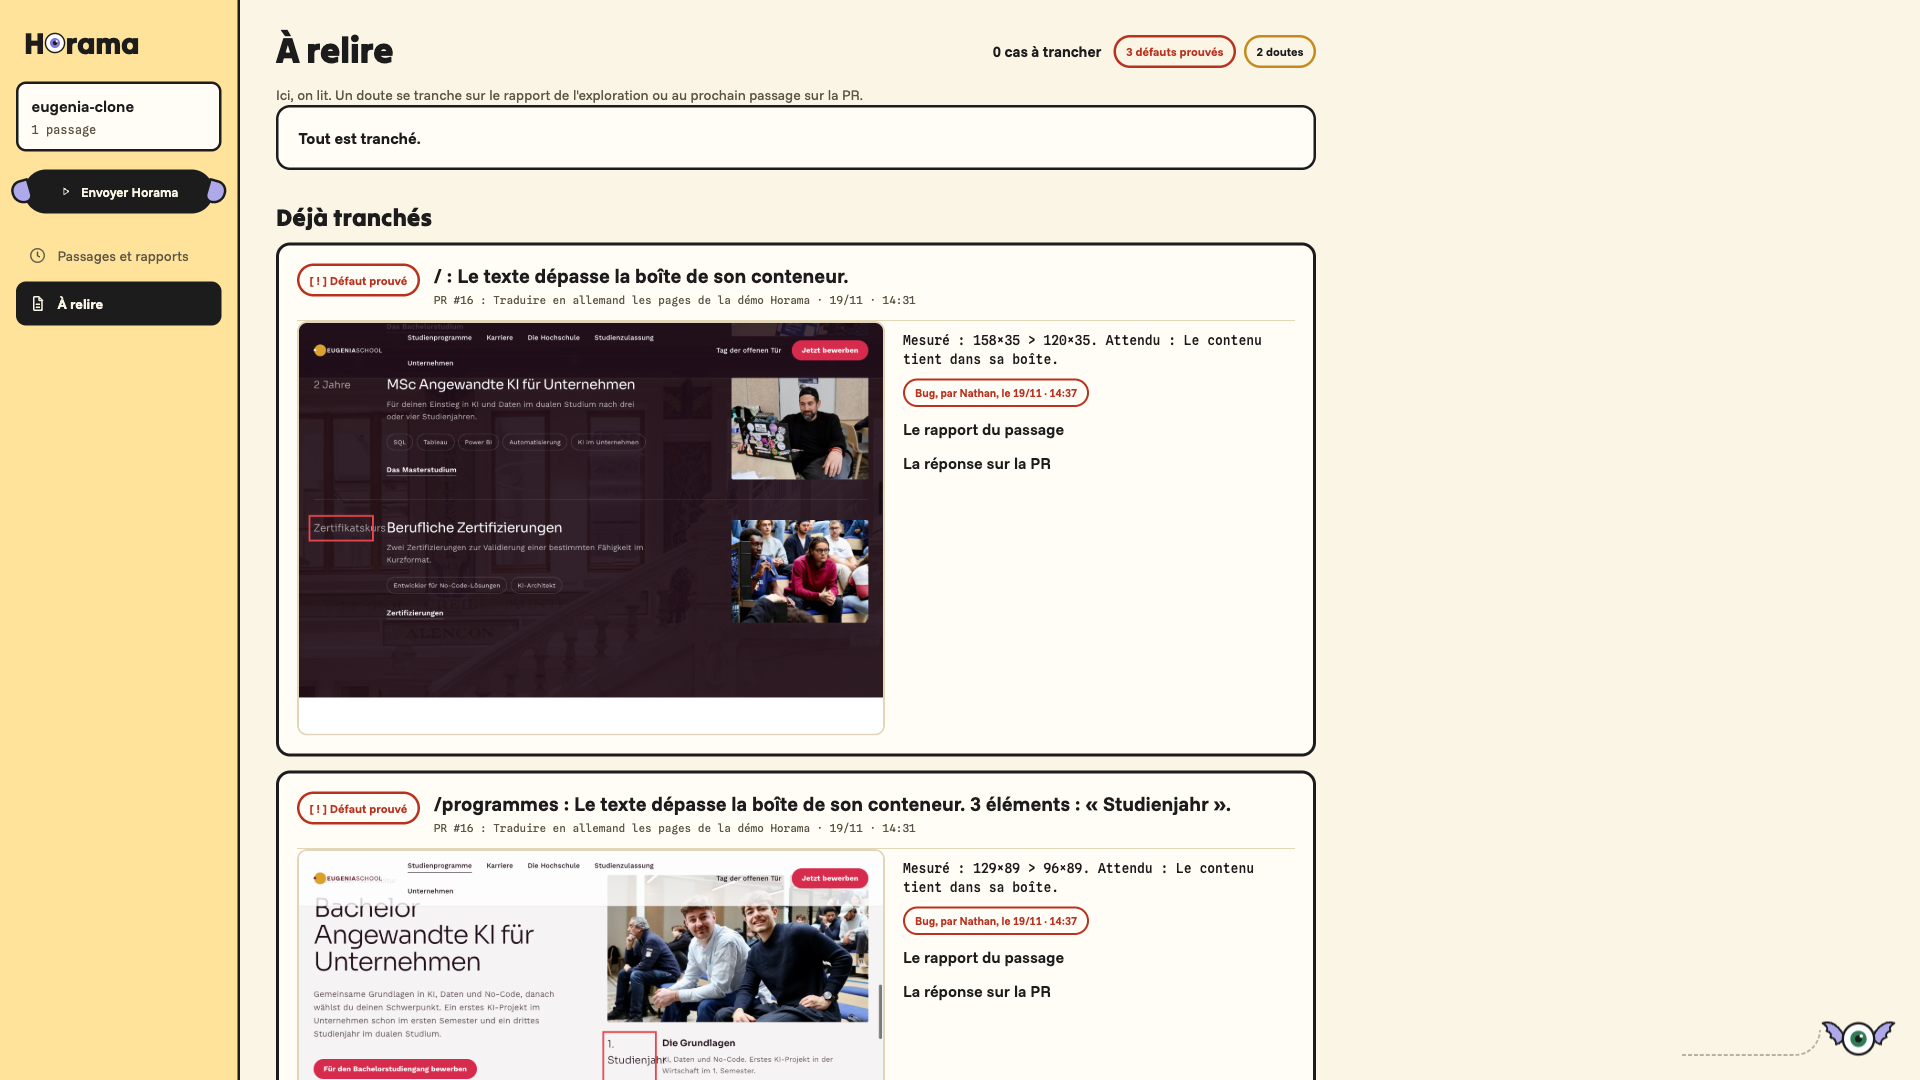 Horama
eugenia-clone
1 passage
Envoyer Horama
Passages et rapports
À relire
À relire
0 cas à trancher
3 défauts prouvés
2 doutes
Ici, on lit. Un doute se tranche sur le rapport de l'exploration ou au prochain passage sur la PR.
Tout est tranché.
Déjà tranchés
[ ! ] Défaut prouvé
/ : Le texte dépasse la boîte de son conteneur.
PR #16 : Traduire en allemand les pages de la démo Horama · 19/11 · 14:31
Das Bachelorstudium
EUGENIASCHOOL
Studienprogramme
Karriere
Die Hochschule
Studienzulassung
Unternehmen
Tag der offenen Tür
Jetzt bewerben
2 Jahre
MSc Angewandte KI für Unternehmen
Für deinen Einstieg in KI und Daten im dualen Studium nach drei
oder vier Studienjahren.
SQL
Tableau
Power BI
Automatisierung
KI im Unternehmen
Das Masterstudium
Zertifikatskurs
Berufliche Zertifizierungen
Zwei Zertifizierungen zur Validierung einer bestimmten Fähigkeit im
Kurzformat.
Entwickler für No-Code-Lösungen
KI-Architekt
Zertifizierungen
ALENCON
Mesuré : 158×35 > 120×35. Attendu : Le contenu
tient dans sa boîte.
Bug, par Nathan, le 19/11 · 14:37
Le rapport du passage
La réponse sur la PR
[ ! ] Défaut prouvé
/programmes : Le texte dépasse la boîte de son conteneur. 3 éléments : « Studienjahr ».
PR #16 : Traduire en allemand les pages de la démo Horama · 19/11 · 14:31
EUGENIASCHOOL
Studienprogramme
Karriere
Die Hochschule
Studienzulassung
Unternehmen
Tag der offenen Tür
Jetzt bewerben
Bachelor
Angewandte KI für
Unternehmen
Gemeinsame Grundlagen in KI, Daten und No-Code, danach
wählst du deinen Schwerpunkt. Ein erstes KI-Projekt im
Unternehmen schon im ersten Semester und ein drittes
Studienjahr im dualen Studium.
Für den Bachelorstudiengang bewerben
1.
Studienjahr
Die Grundlagen
KI, Daten und No-Code. Erstes KI-Projekt in der
Wirtschaft im 1. Semester.
Mesuré : 129×89 > 96×89. Attendu : Le contenu
tient dans sa boîte.
Bug, par Nathan, le 19/11 · 14:37
Le rapport du passage
La réponse sur la PR